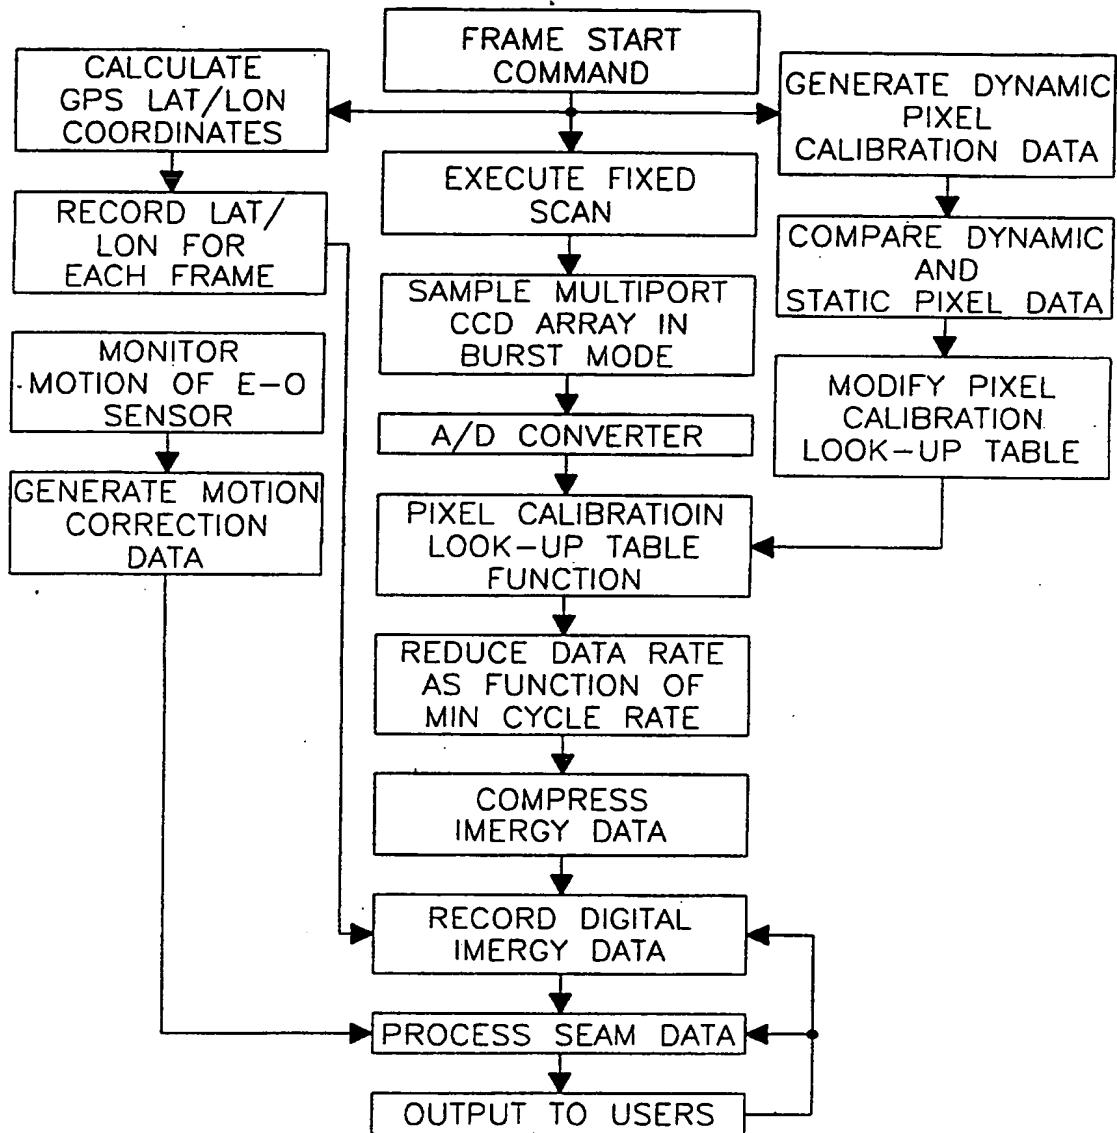 FRAME START
COMMAND
CALCULATE
GPS LAT/LON
COORDINATES
GENERATE DYNAMIC
PIXEL
CALIBRATION DATA
EXECUTE FIXED
SCAN
RECORD LAT/
LON FOR
EACH FRAME
COMPARE DYNAMIC
AND
STATIC PIXEL DATA
SAMPLE MULTIPORT
CCD ARRAY IN
BURST MODE
MONITOR
MOTION OF E-O
SENSOR
MODIFY PIXEL
CALIBRATION
LOOK-UP TABLE
A/D CONVERTER
GENERATE MOTION
CORRECTION
DATA
PIXEL CALIBRATIOIN
LOOK-UP TABLE
FUNCTION
REDUCE DATA RATE
AS FUNCTION OF
MIN CYCLE RATE
COMPRESS
IMERGY DATA
RECORD DIGITAL
IMERGY DATA
PROCESS SEAM DATA
OUTPUT TO USERS